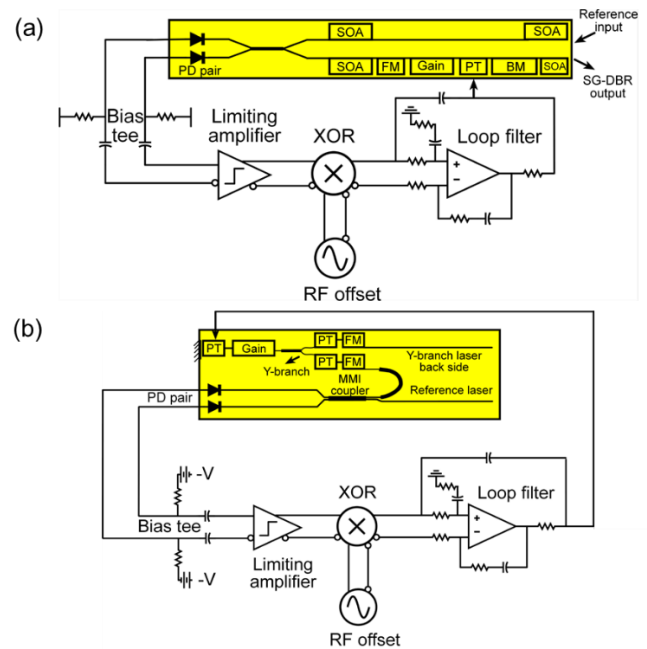 (a)
SOA
SOA
Reference
input
PD pair
SOA
FM
Gain
PT
BM
SOA
SG-DBR
output
Bias
tee
Limiting
amplifier
XOR
Loop filter
+
−
RF offset
(b)
PT
Gain
PT
FM
Y-branch
PT
FM
Y-branch laser
back side
MMI
coupler
Reference laser
PD pair
-V
XOR
Loop filter
Bias tee
+
−
-V
Limiting
amplifier
RF offset